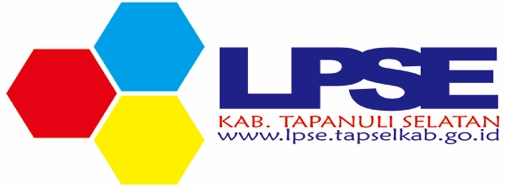 LPSE
KAB. TAPANULI SELATAN
www.lpse.tapselkab.go.id